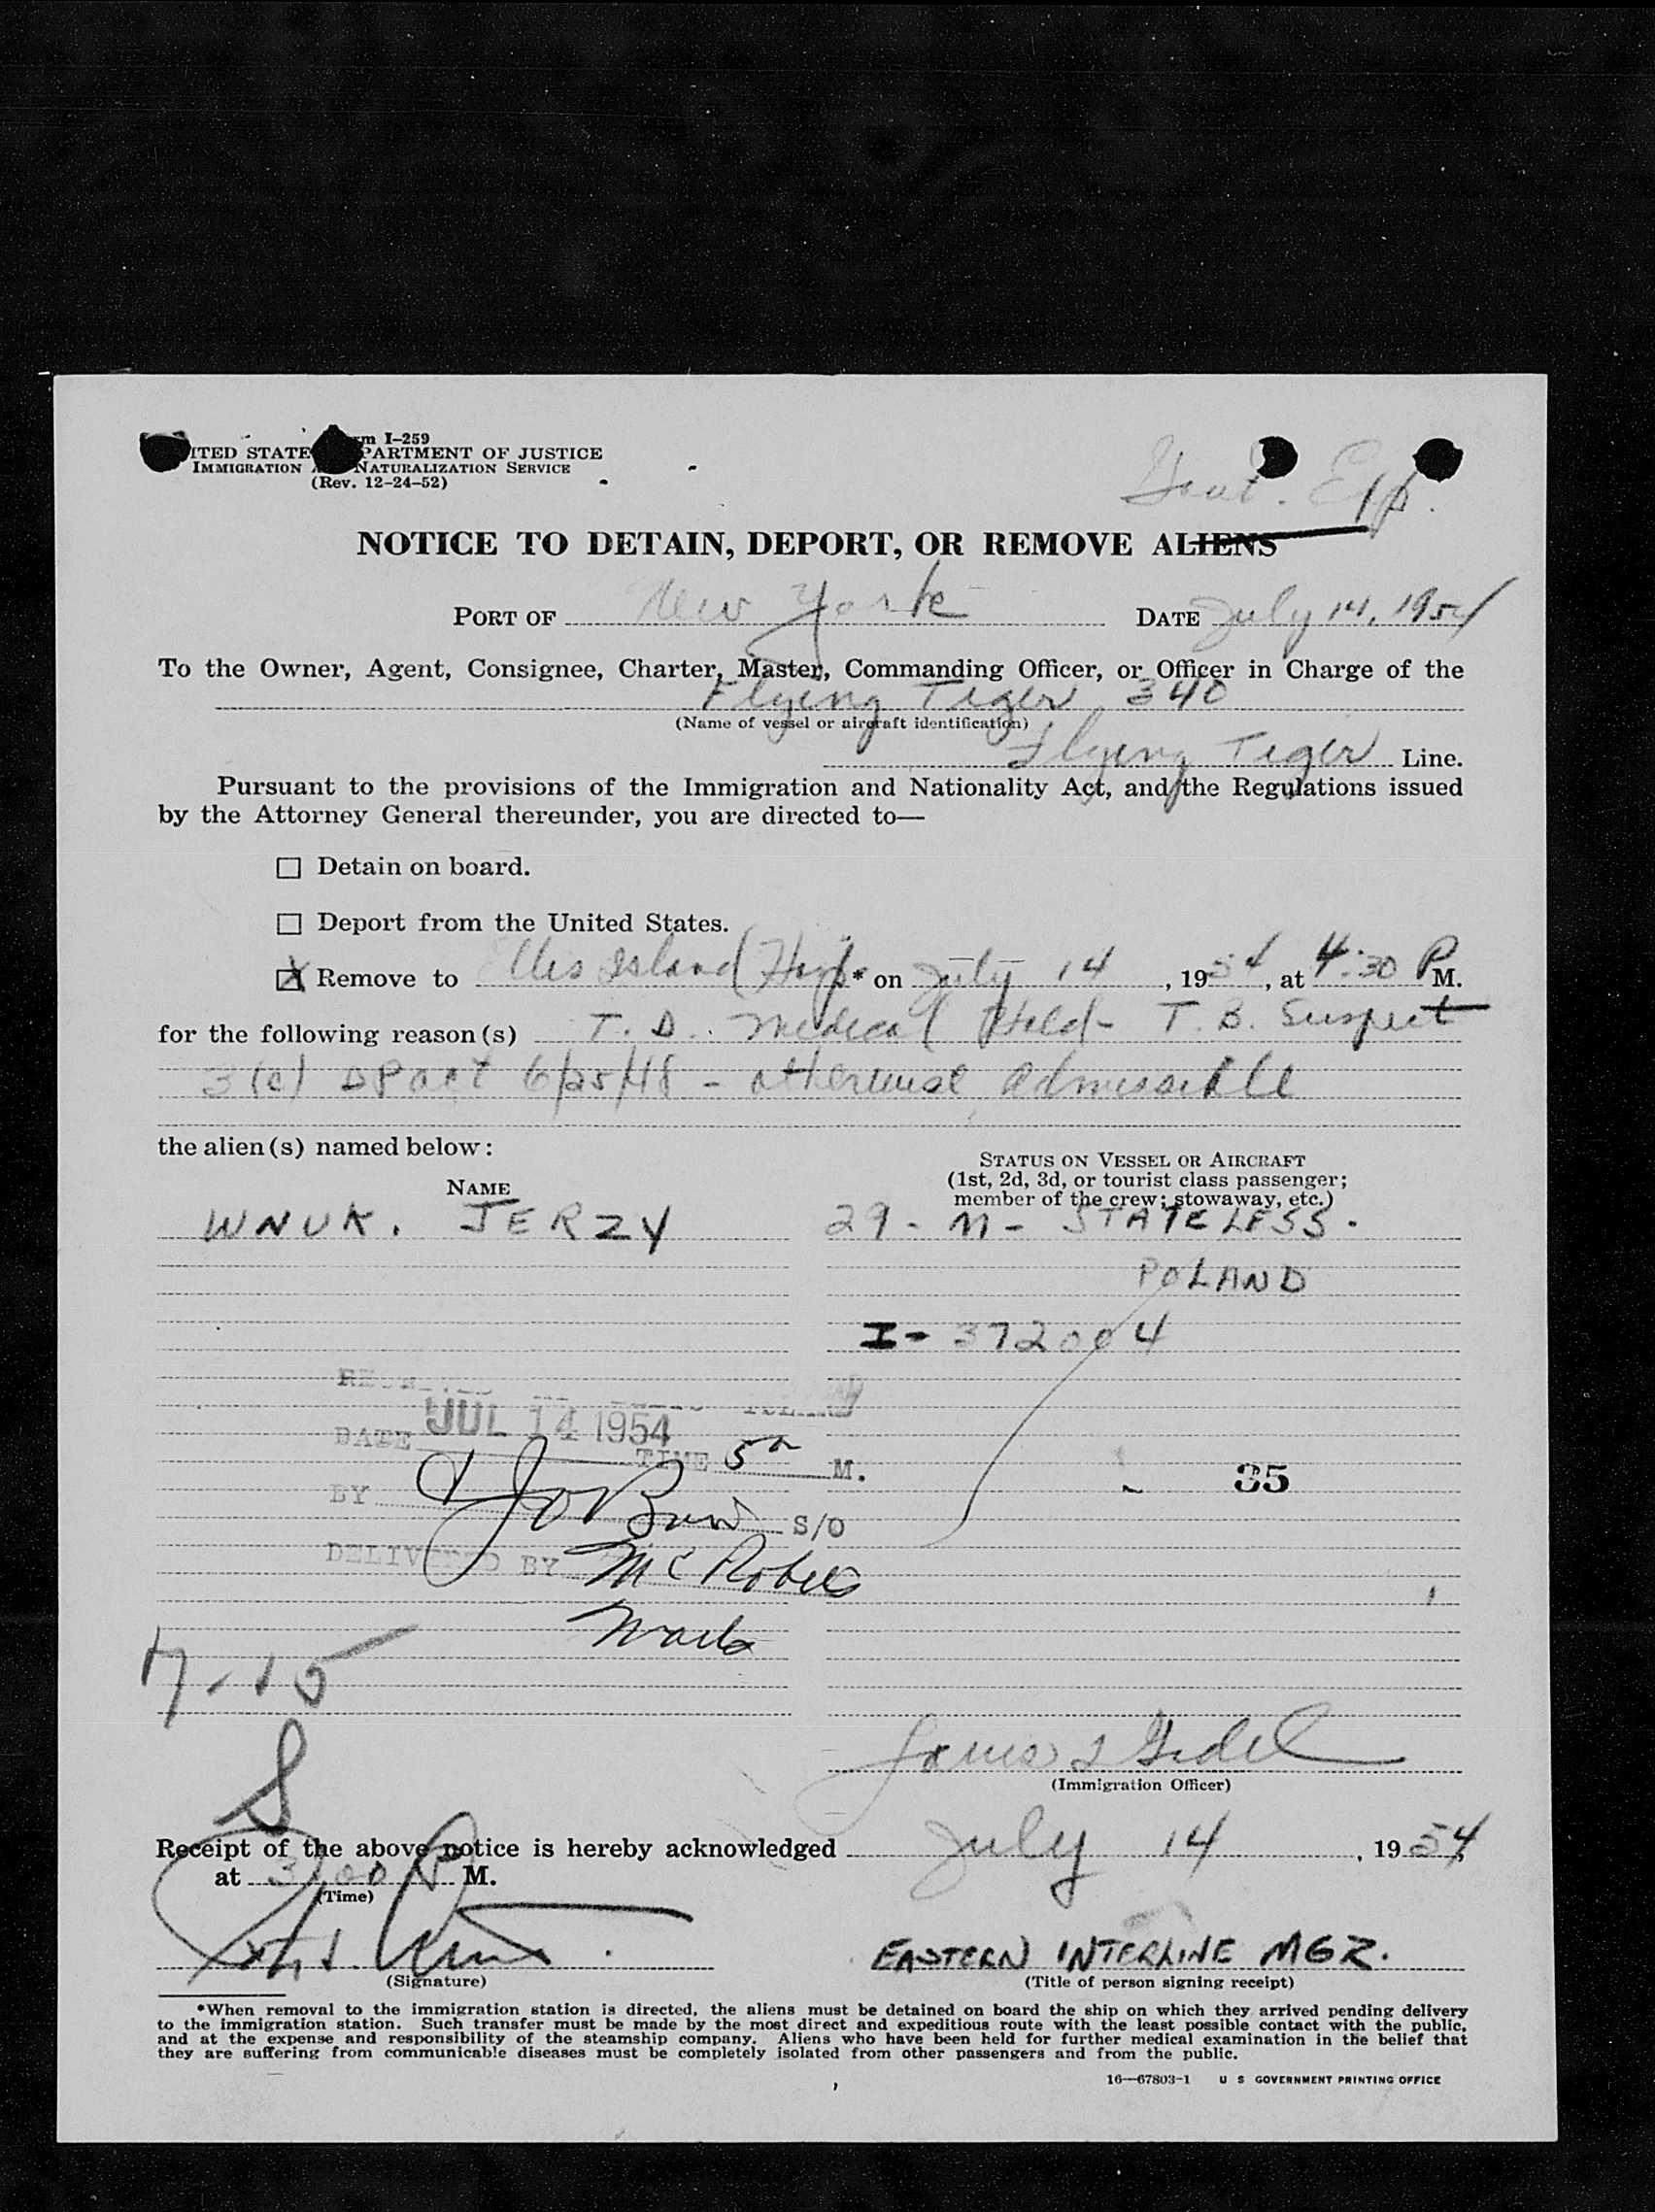 m I-259
ITED STATE PARTMENT OF JUSTICE
IMMIGRATION NATURALIZATION SERVICE
(Rev. 12-24-52)
Govt. Exp.
NOTICE TO DETAIN, DEPORT, OR REMOVE ALIENS
PORT OF New York DATE July 14, 1954
To the Owner, Agent, Consignee, Charter, Master, Commanding Officer, or Officer in Charge of the
Flying Tiger 340
(Name of vessel or aircraft identification)
Flying Tiger Line.
Pursuant to the provisions of the Immigration and Nationality Act, and the Regulations issued
by the Attorney General thereunder, you are directed to—
☐ Detain on board.
☐ Deport from the United States.
☒ Remove to Ellis Island Hosp.* on July 14, 1954, at 4:30 P M.
for the following reason(s) T. D. Medical Held - T. B. Suspect
3(c) DP act 6/25/48 - otherwise admissible
the alien(s) named below:
STATUS ON VESSEL OR AIRCRAFT
(1st, 2d, 3d, or tourist class passenger;
member of the crew; stowaway, etc.)
NAME
WNUK. JERZY 29 - M - STATELESS.
POLAND
I-372004
DATE JUL 14 1954 TIME 5 M.
35
BY S/O
DELIVERED BY
7-15
(Immigration Officer)
Receipt of the above notice is hereby acknowledged July 14, 1954,
at 3:00 P M.
(Time)
EASTERN INTERLINE MGR.
(Signature) (Title of person signing receipt)
*When removal to the immigration station is directed, the aliens must be detained on board the ship on which they arrived pending delivery
to the immigration station. Such transfer must be made by the most direct and expeditious route with the least possible contact with the public,
and at the expense and responsibility of the steamship company. Aliens who have been held for further medical examination in the belief that
they are suffering from communicable diseases must be completely isolated from other passengers and from the public.
16—67803-1 U S GOVERNMENT PRINTING OFFICE